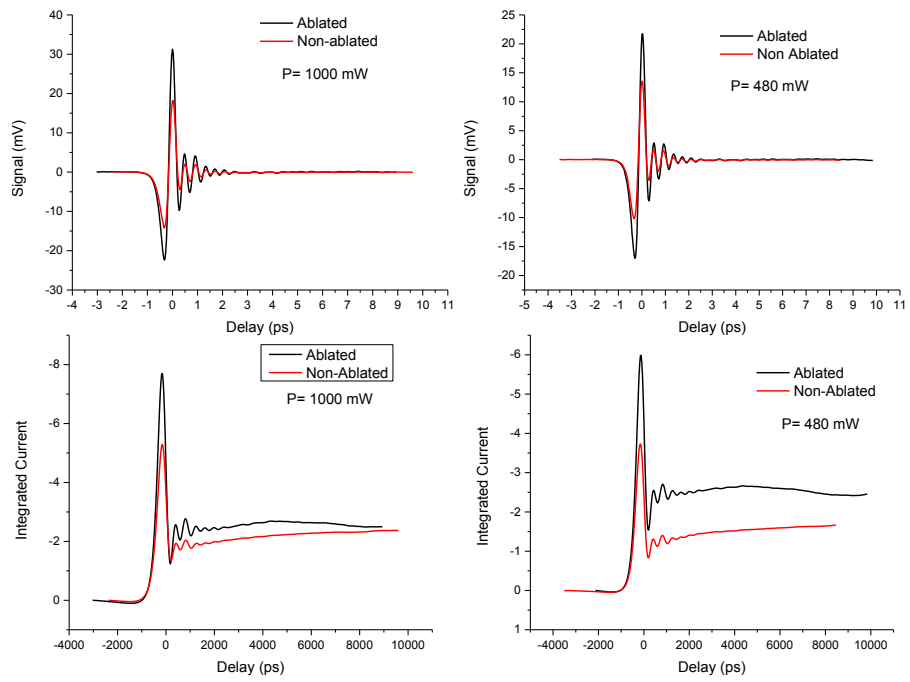 40
30
20
10
0
-10
-20
-30
Signal (mV)
-4 -3 -2 -1 0 1 2 3 4 5 6 7 8 9 10 11
Delay (ps)
Ablated
Non-ablated
P= 1000 mW
25
20
15
10
5
0
-5
-10
-15
-20
Signal (mV)
-5 -4 -3 -2 -1 0 1 2 3 4 5 6 7 8 9 10 11
Delay (ps)
Ablated
Non Ablated
P= 480 mW
-8
-6
-4
-2
0
Integrated Current
-4000 -2000 0 2000 4000 6000 8000 10000
Delay (ps)
Ablated
Non-Ablated
P= 1000 mW
-6
-5
-4
-3
-2
-1
0
1
Integrated Current
-4000 -2000 0 2000 4000 6000 8000 10000
Delay (ps)
Ablated
Non-Ablated
P= 480 mW